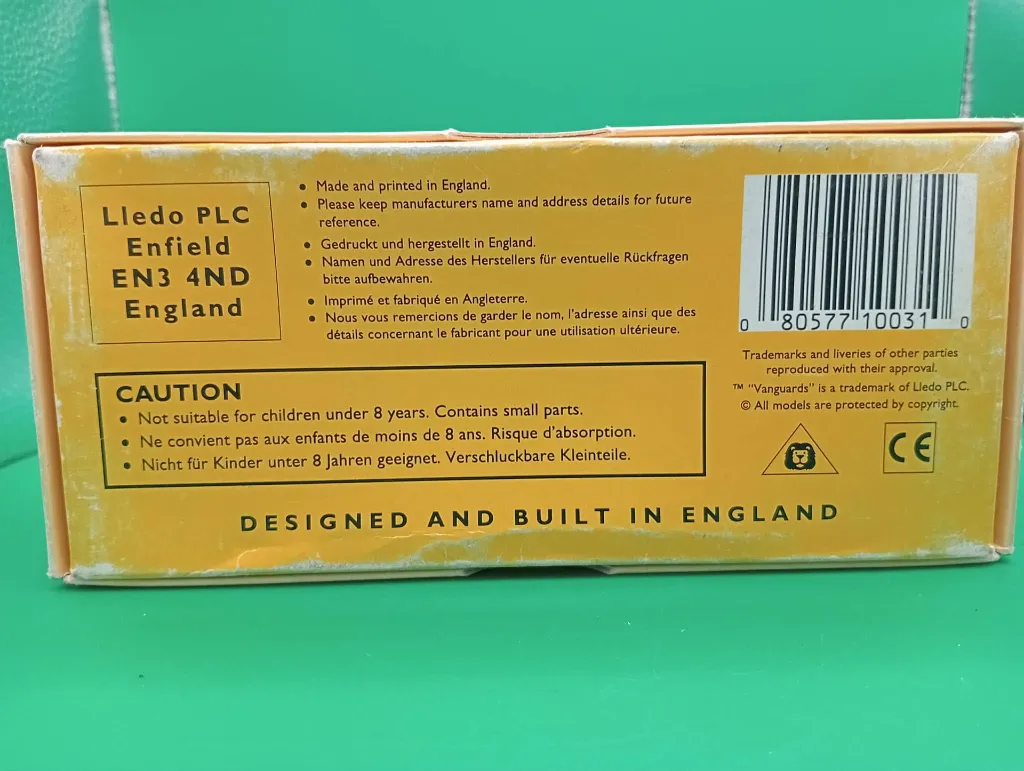 Lledo PLC
Enfield
EN3 4ND
England
• Made and printed in England.
• Please keep manufacturers name and address details for future
reference.
• Gedruckt und hergestellt in England.
• Namen und Adresse des Herstellers für eventuelle Rückfragen
bitte aufbewahren.
• Imprimé et fabriqué en Angleterre.
• Nous vous remercions de garder le nom, l'adresse ainsi que des
détails concernant le fabricant pour une utilisation ultérieure.
0 80577 10031 0
Trademarks and liveries of other parties
reproduced with their approval.
™ "Vanguards" is a trademark of Lledo PLC.
© All models are protected by copyright.
CE
CAUTION
• Not suitable for children under 8 years. Contains small parts.
• Ne convient pas aux enfants de moins de 8 ans. Risque d'absorption.
• Nicht für Kinder unter 8 Jahren geeignet. Verschluckbare Kleinteile.
DESIGNED AND BUILT IN ENGLAND